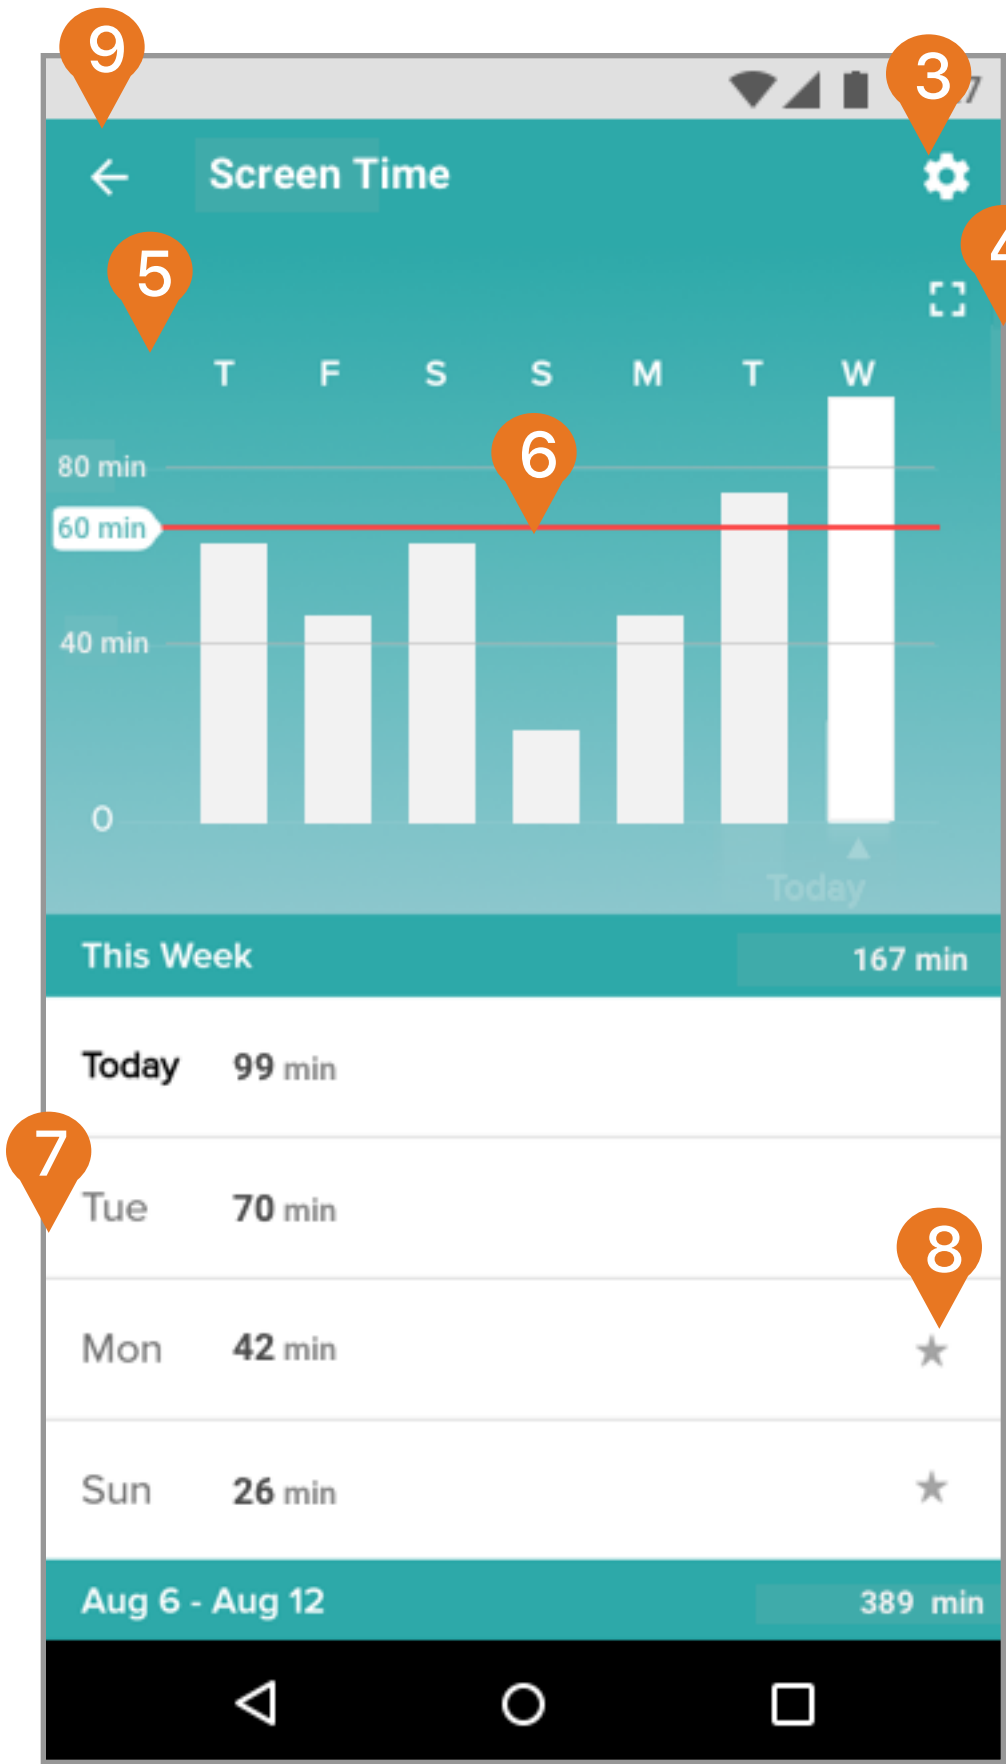 9
3
7
Screen Time
4
5
T F S S M T W
6
80 min
60 min
40 min
0
Today
This Week 167 min
Today 99 min
7
Tue 70 min
8
Mon 42 min
Sun 26 min
Aug 6 - Aug 12 389 min